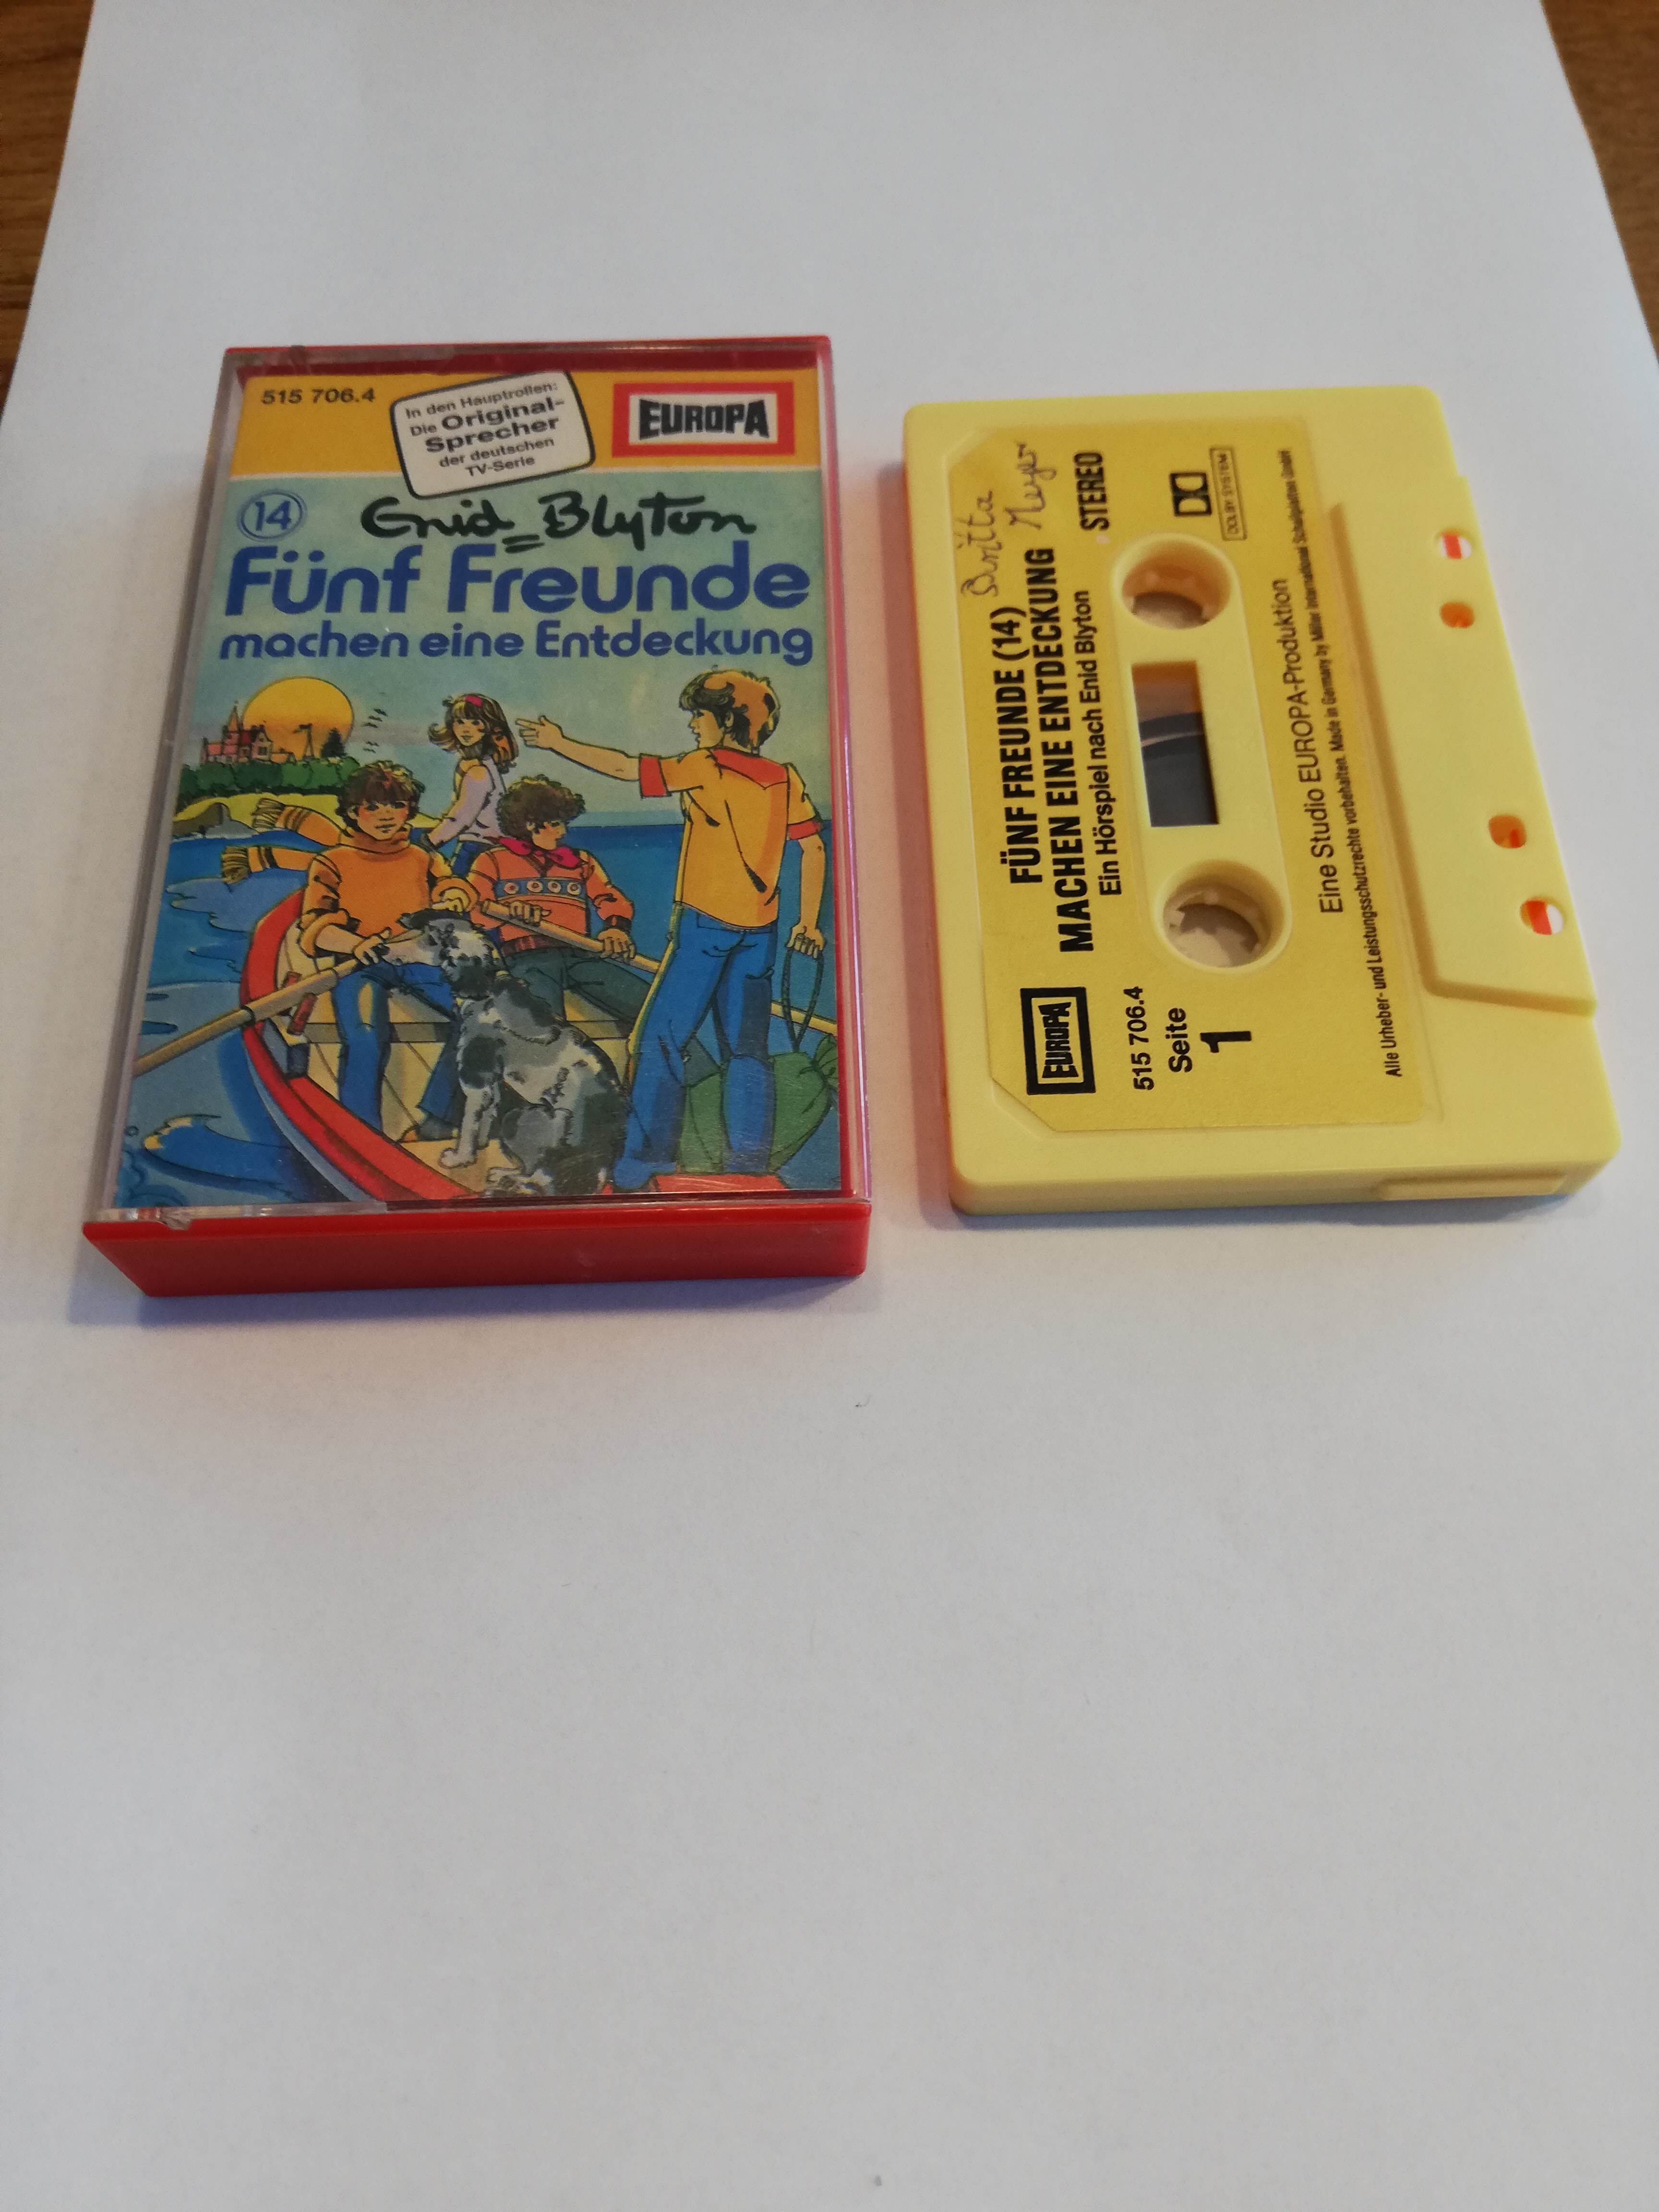 515 706.4
In den Hauptrollen:
Die Original-
Sprecher
der deutschen
TV-Serie
EUROPA
14
Enid Blyton
Fünf Freunde
machen eine Entdeckung
Britta
Meyer
FÜNF FREUNDE (14)
MACHEN EINE ENTDECKUNG
STEREO
Ein Hörspiel nach Enid Blyton
EUROPA
515 706.4
Seite
1
DOLBY SYSTEM
Eine Studio EUROPA-Produktion
Alle Urheber- und Leistungsschutzrechte vorbehalten. Made in Germany by Miller International Schallplatten GmbH